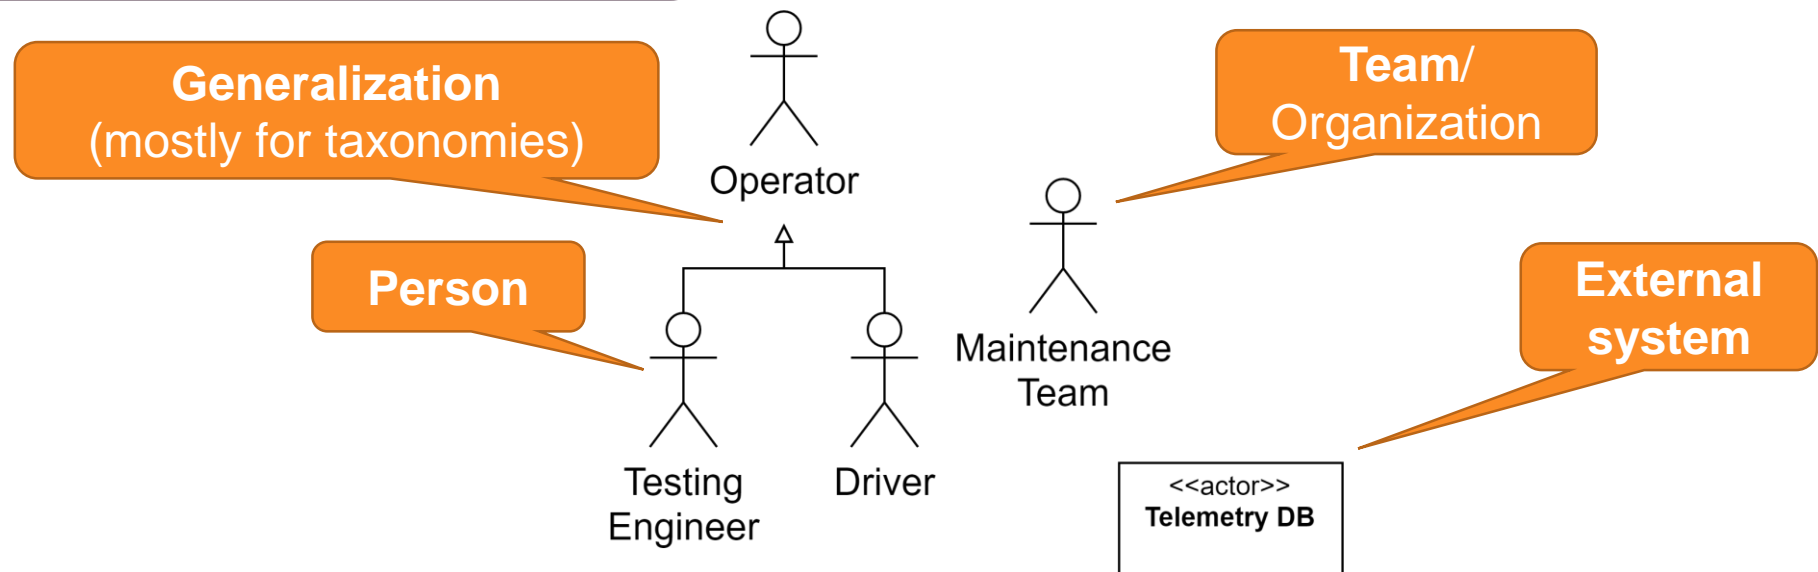 Generalization
(mostly for taxonomies)
Operator
Team/
Organization
Person
External
system
Maintenance
Team
Testing
Engineer
Driver
<<actor>>
Telemetry DB